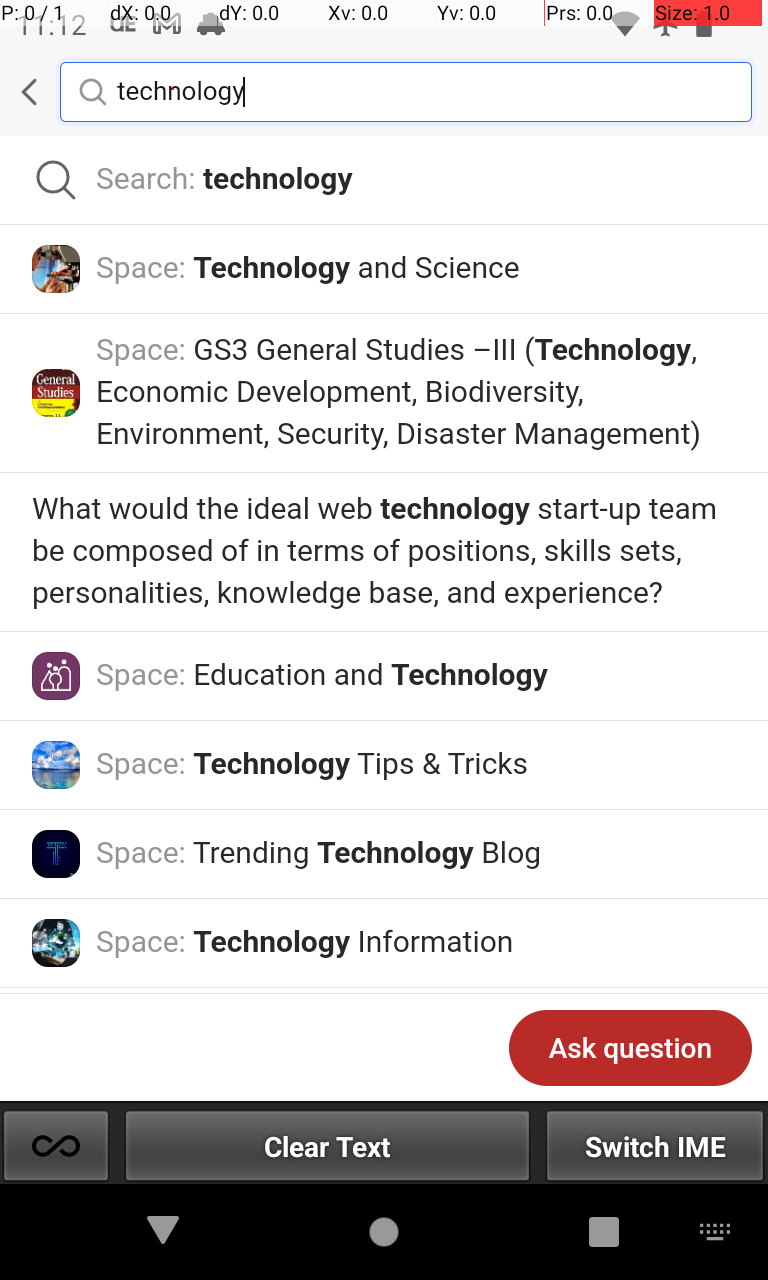 P: 0 / 1 dX: 0.0 dY: 0.0 Xv: 0.0 Yv: 0.0 Prs: 0.0 Size: 1.0
11:12
technology
Search: technology
Space: Technology and Science
General
Studies
Space: GS3 General Studies –III (Technology,
Economic Development, Biodiversity,
Environment, Security, Disaster Management)
What would the ideal web technology start-up team
be composed of in terms of positions, skills sets,
personalities, knowledge base, and experience?
Space: Education and Technology
Space: Technology Tips & Tricks
T
Space: Trending Technology Blog
Space: Technology Information
Ask question
Clear Text
Switch IME